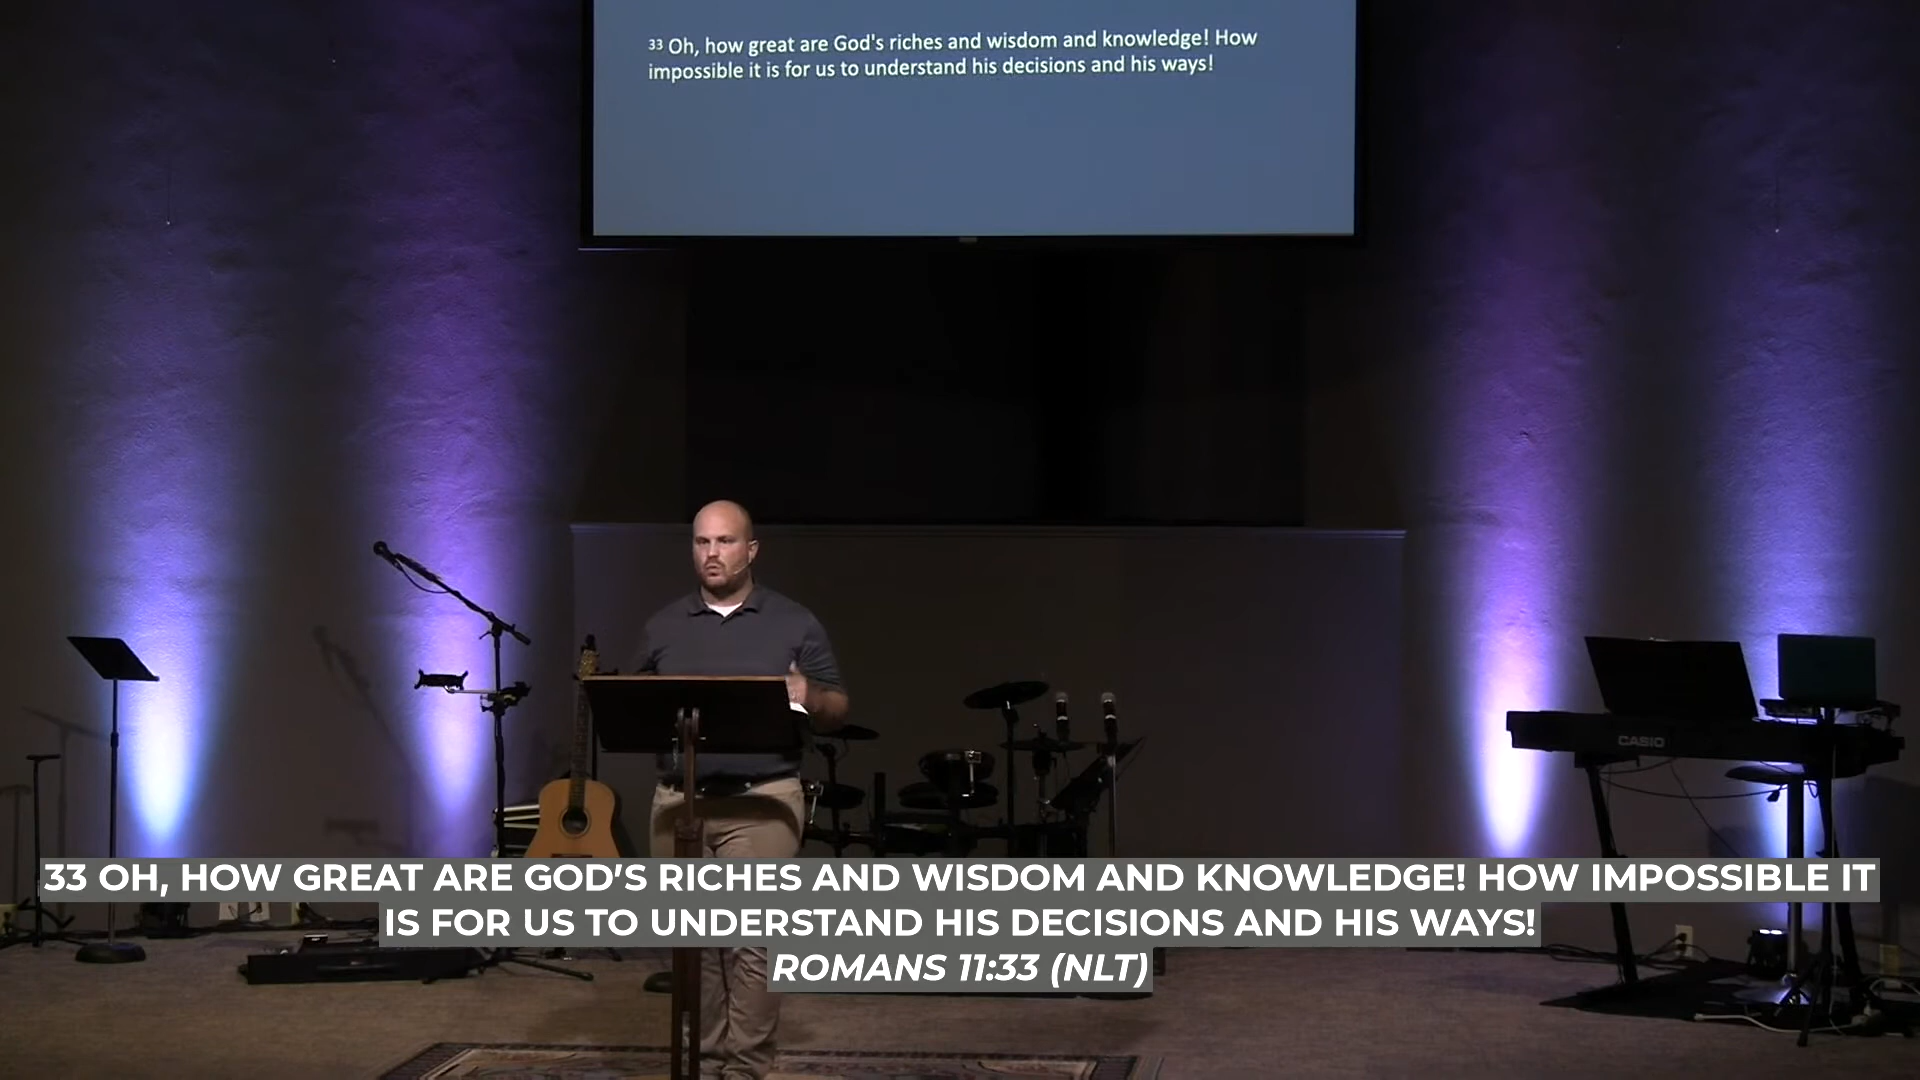 33 Oh, how great are God's riches and wisdom and knowledge! How
impossible it is for us to understand his decisions and his ways!
CASIO
33 OH, HOW GREAT ARE GOD'S RICHES AND WISDOM AND KNOWLEDGE! HOW IMPOSSIBLE IT
IS FOR US TO UNDERSTAND HIS DECISIONS AND HIS WAYS!
ROMANS 11:33 (NLT)